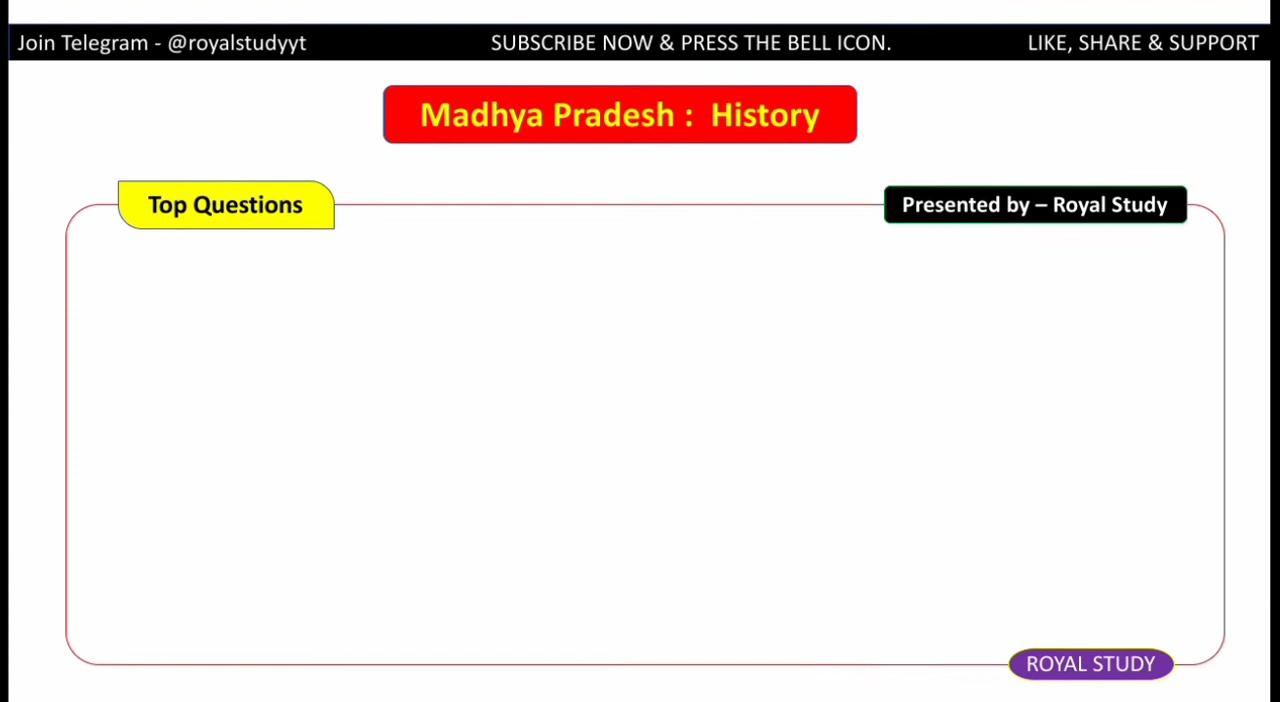 Join Telegram - @royalstudyyt SUBSCRIBE NOW & PRESS THE BELL ICON. LIKE, SHARE & SUPPORT
Madhya Pradesh : History
Top Questions
Presented by – Royal Study
ROYAL STUDY